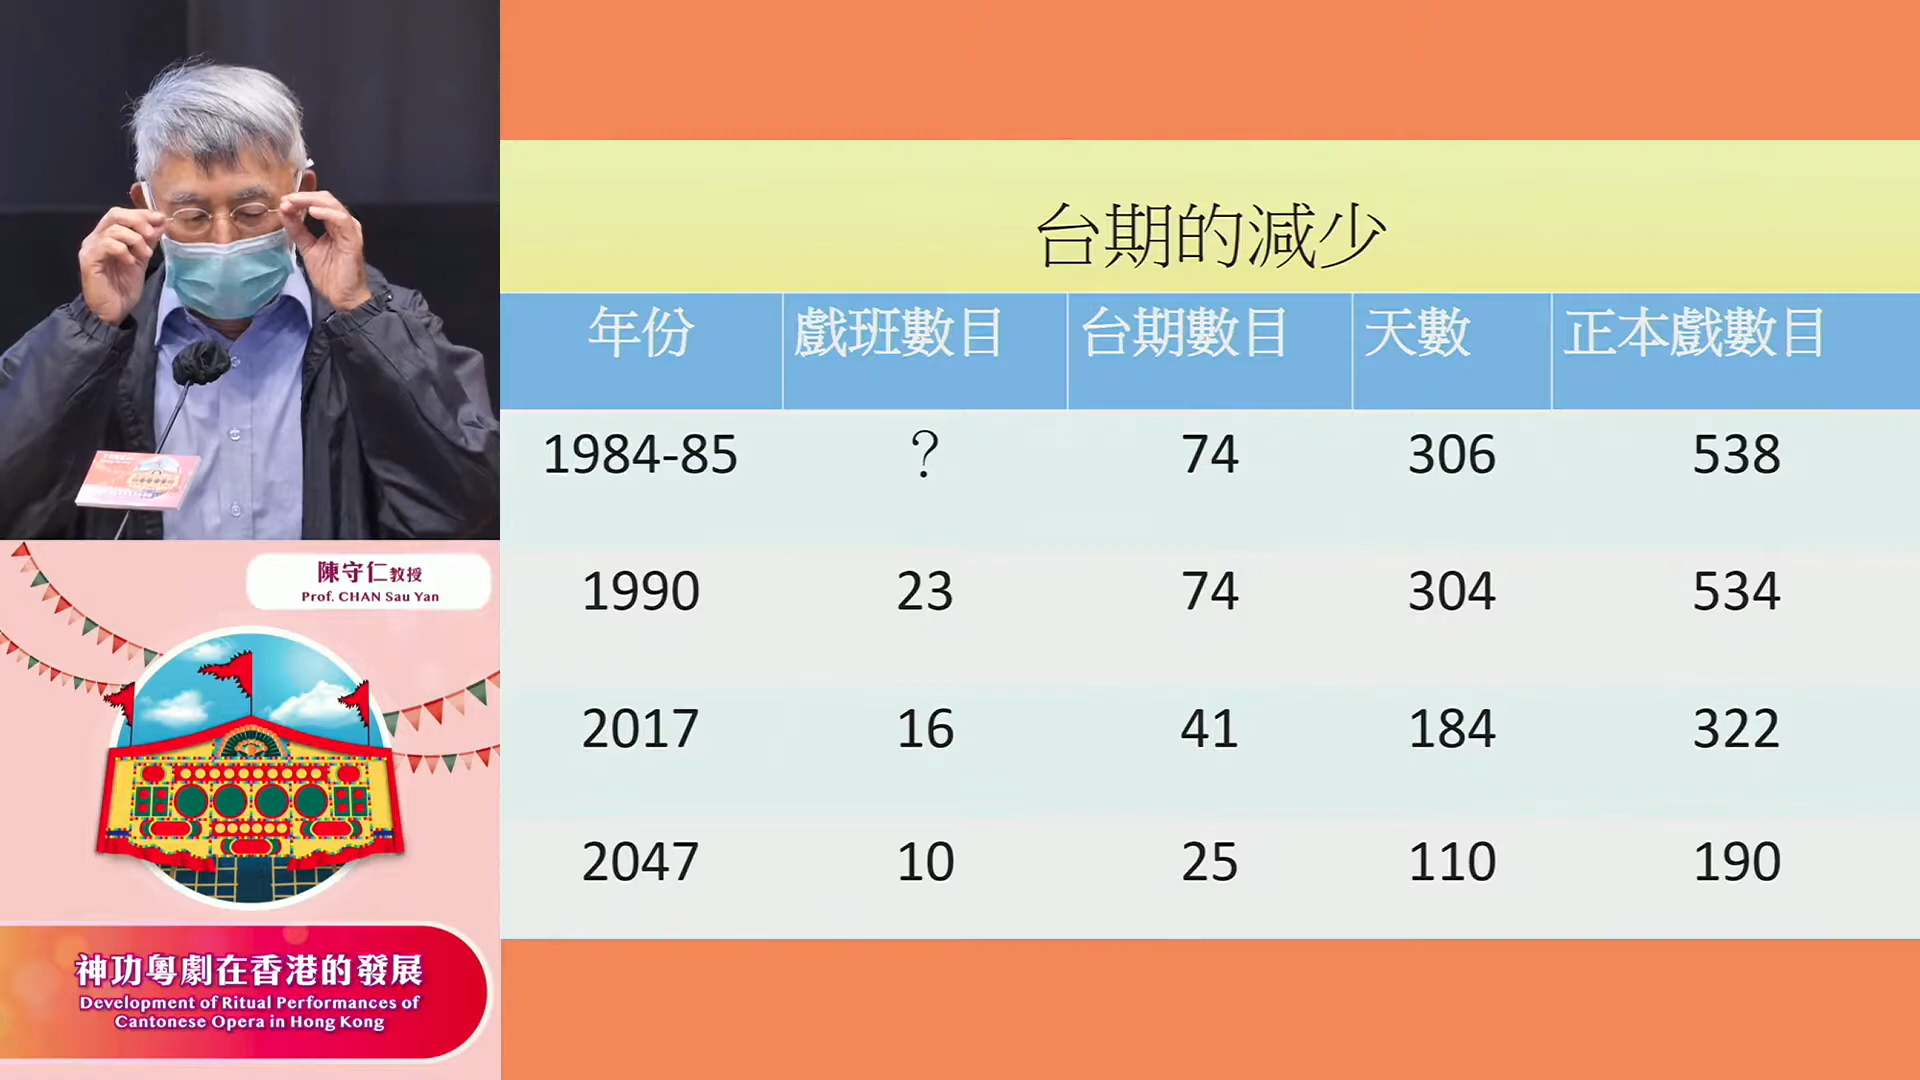 陳守仁教授
Prof. CHAN Sau Yan
神功粵劇在香港的發展
Development of Ritual Performances of
Cantonese Opera in Hong Kong
台期的減少
年份 戲班數目 台期數目 天數 正本戲數目
1984-85 ? 74 306 538
1990 23 74 304 534
2017 16 41 184 322
2047 10 25 110 190